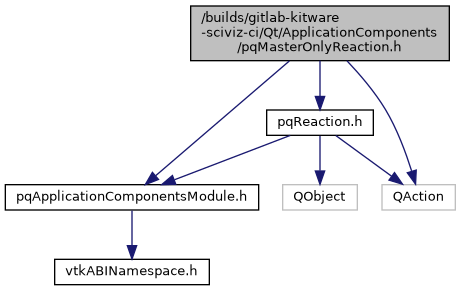 /builds/gitlab-kitware
-sciviz-ci/Qt/ApplicationComponents
/pqMasterOnlyReaction.h
pqReaction.h
pqApplicationComponentsModule.h
QObject
QAction
vtkABINamespace.h